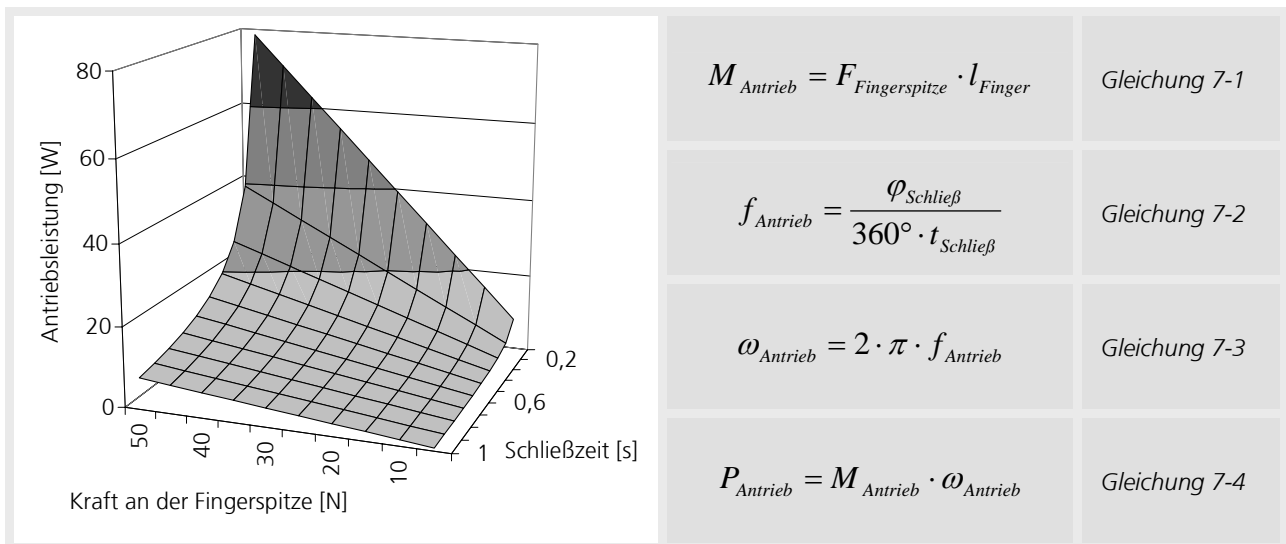 80
60
40
20
0
Antriebsleistung [W]
50
40
30
20
10
Kraft an der Fingerspitze [N]
0,2
0,6
1
Schließzeit [s]
M_Antrieb = F_Fingerspitze · l_Finger
Gleichung 7-1
f_Antrieb = φ_Schließ / 360° · t_Schließ
Gleichung 7-2
ω_Antrieb = 2 · π · f_Antrieb
Gleichung 7-3
P_Antrieb = M_Antrieb · ω_Antrieb
Gleichung 7-4